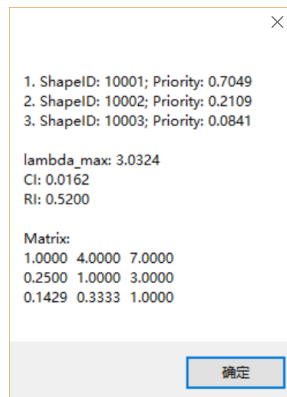 1. ShapeID: 10001; Priority: 0.7049
2. ShapeID: 10002; Priority: 0.2109
3. ShapeID: 10003; Priority: 0.0841
lambda_max: 3.0324
CI: 0.0162
RI: 0.5200
Matrix:
1.0000 4.0000 7.0000
0.2500 1.0000 3.0000
0.1429 0.3333 1.0000
确定